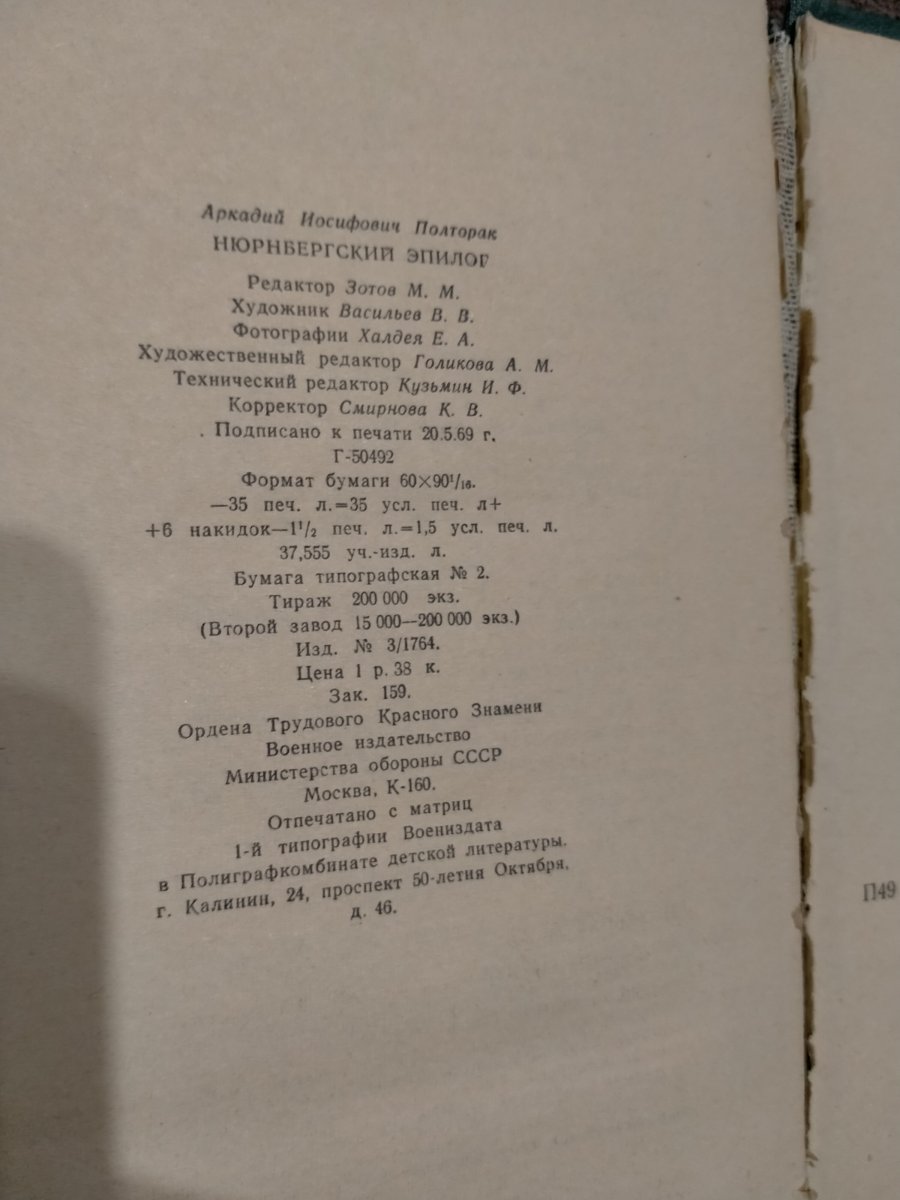 Аркадий Иосифович Полторак
НЮРНБЕРГСКИЙ ЭПИЛОГ
Редактор Зотов М. М.
Художник Васильев В. В.
Фотографии Халдея Е. А.
Художественный редактор Голикова А. М.
Технический редактор Кузьмин И. Ф.
Корректор Смирнова К. В.
. Подписано к печати 20.5.69 г.
Г-50492
Формат бумаги 60×90¹/₁₆.
—35 печ. л.=35 усл. печ. л+
+6 накидок—1¹/₂ печ. л.=1,5 усл. печ. л.
37,555 уч.-изд. л.
Бумага типографская № 2.
Тираж 200 000 экз.
(Второй завод 15 000—200 000 экз.)
Изд. № 3/1764.
Цена 1 р. 38 к.
Зак. 159.
Ордена Трудового Красного Знамени
Военное издательство
Министерства обороны СССР
Москва, К-160.
Отпечатано с матриц
1-й типографии Воениздата
в Полиграфкомбинате детской литературы.
г. Калинин, 24, проспект 50-летия Октября,
д. 46.
П49